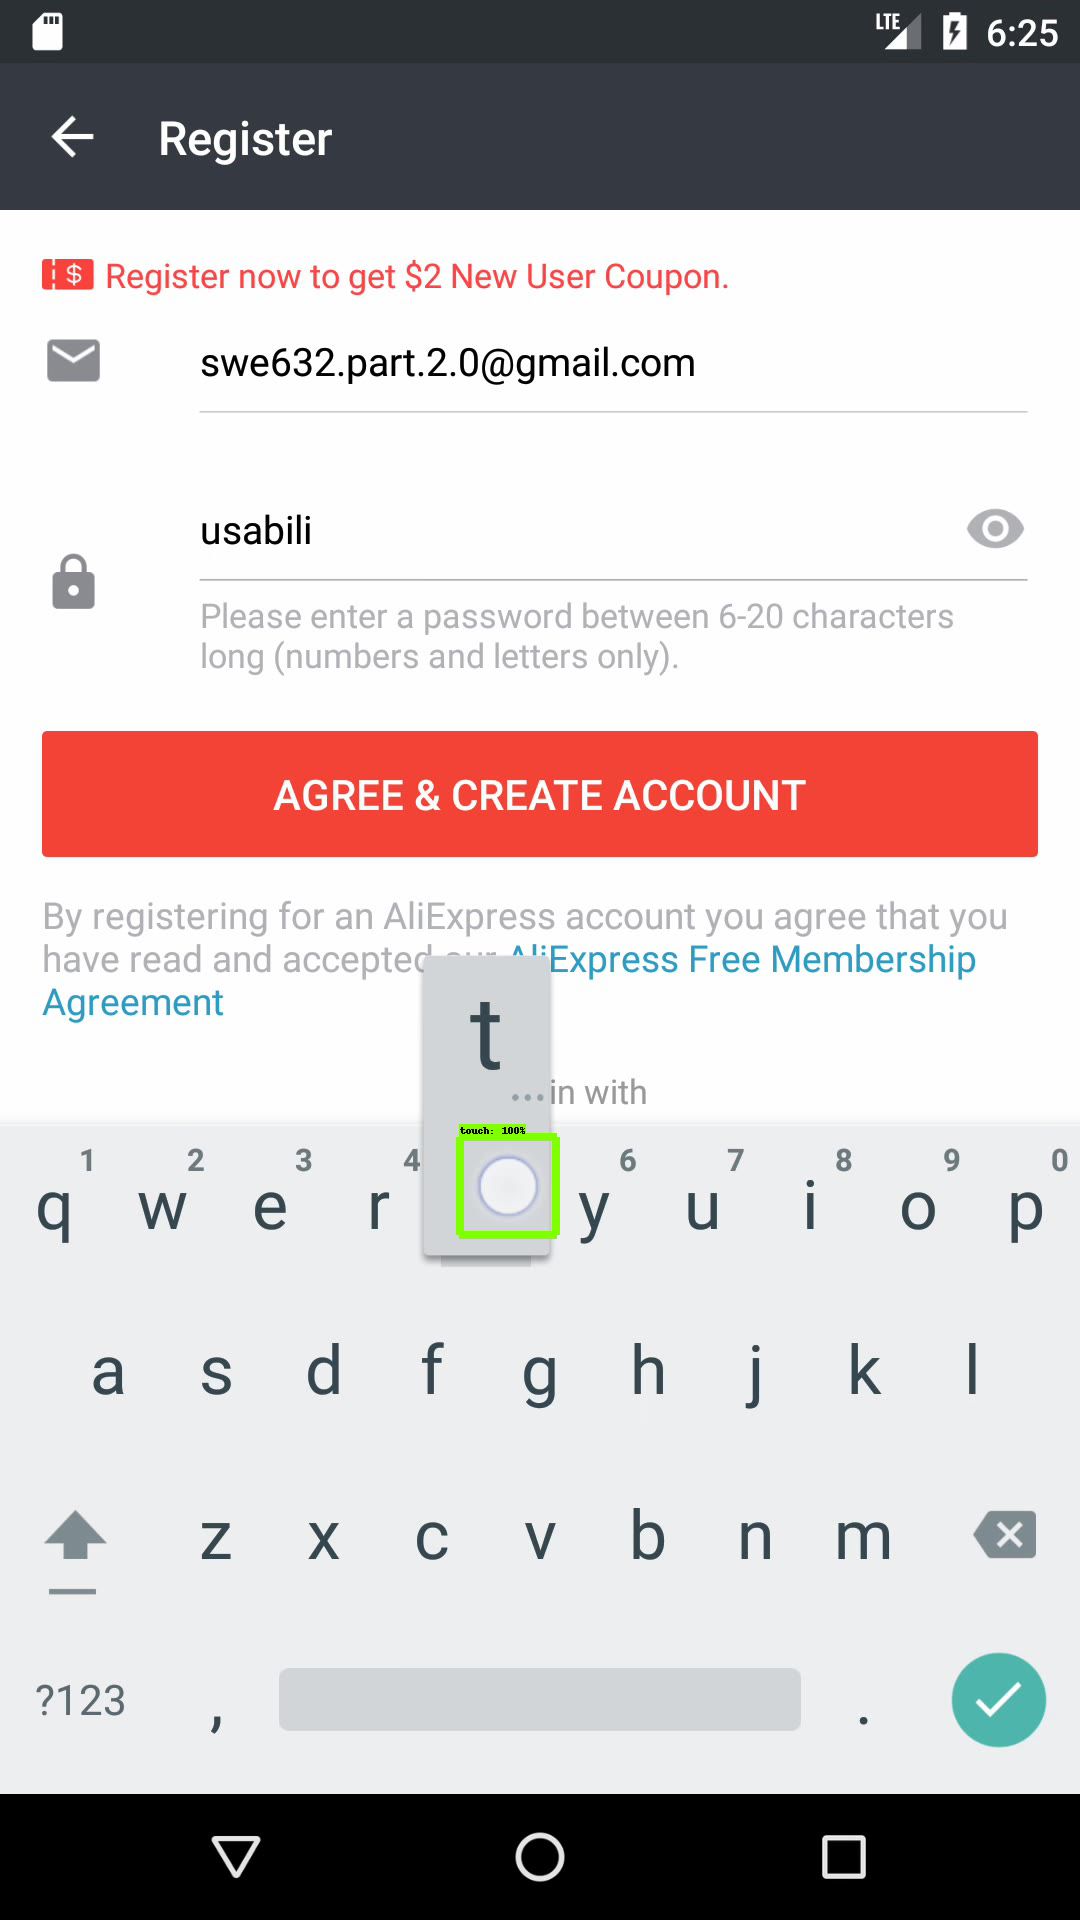 LTE 6:25
Register
$ Register now to get $2 New User Coupon.
swe632.part.2.0@gmail.com
usabili
Please enter a password between 6-20 characters
long (numbers and letters only).
AGREE & CREATE ACCOUNT
By registering for an AliExpress account you agree that you
have read and accepted our AliExpress Free Membership
Agreement
t
... in with
touch: 100%
1 2 3 4 6 7 8 9 0
q w e r y u i o p
a s d f g h j k l
z x c v b n m
?123 , .